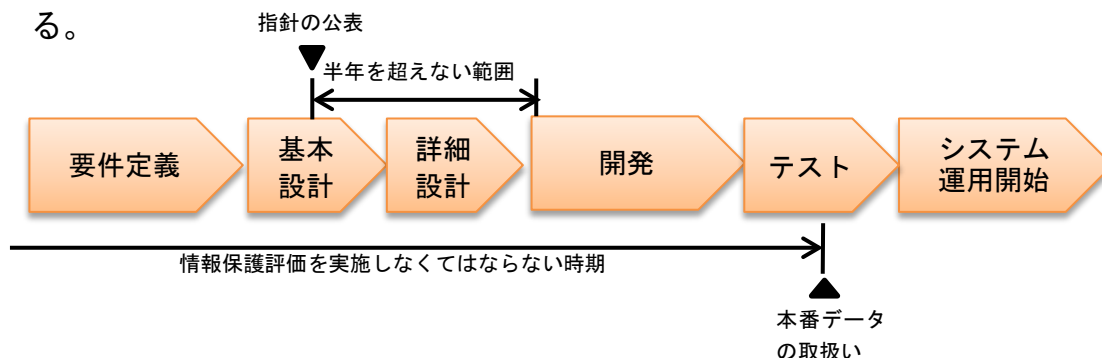 る。
指針の公表
半年を超えない範囲
要件定義
基本
設計
詳細
設計
開発
テスト
システム
運用開始
情報保護評価を実施しなくてはならない時期
本番データ
の取扱い